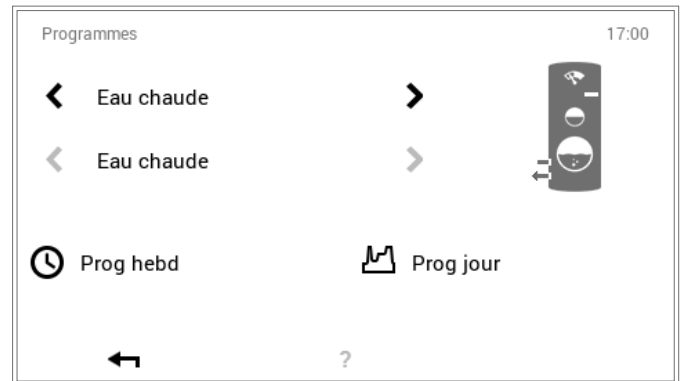 Programmes 17:00
Eau chaude
Eau chaude
Prog hebd Prog jour
?